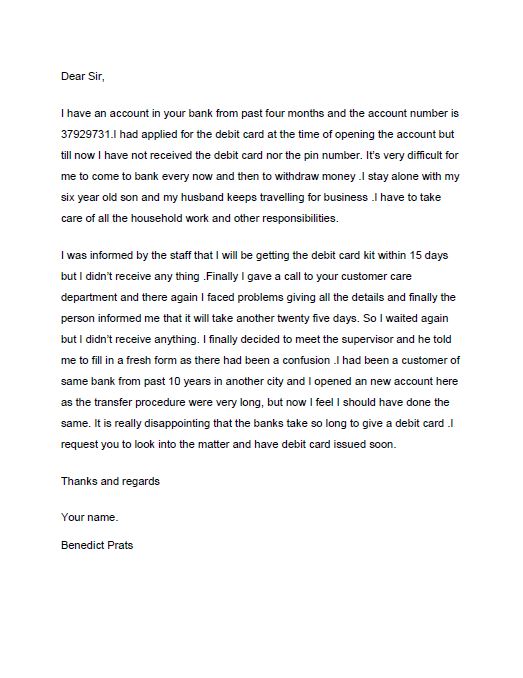 Dear Sir,
I have an account in your bank from past four months and the account number is
37929731.I had applied for the debit card at the time of opening the account but
till now I have not received the debit card nor the pin number. It's very difficult for
me to come to bank every now and then to withdraw money .I stay alone with my
six year old son and my husband keeps travelling for business .I have to take
care of all the household work and other responsibilities.
I was informed by the staff that I will be getting the debit card kit within 15 days
but I didn't receive any thing .Finally I gave a call to your customer care
department and there again I faced problems giving all the details and finally the
person informed me that it will take another twenty five days. So I waited again
but I didn't receive anything. I finally decided to meet the supervisor and he told
me to fill in a fresh form as there had been a confusion .I had been a customer of
same bank from past 10 years in another city and I opened an new account here
as the transfer procedure were very long, but now I feel I should have done the
same. It is really disappointing that the banks take so long to give a debit card .I
request you to look into the matter and have debit card issued soon.
Thanks and regards
Your name.
Benedict Prats